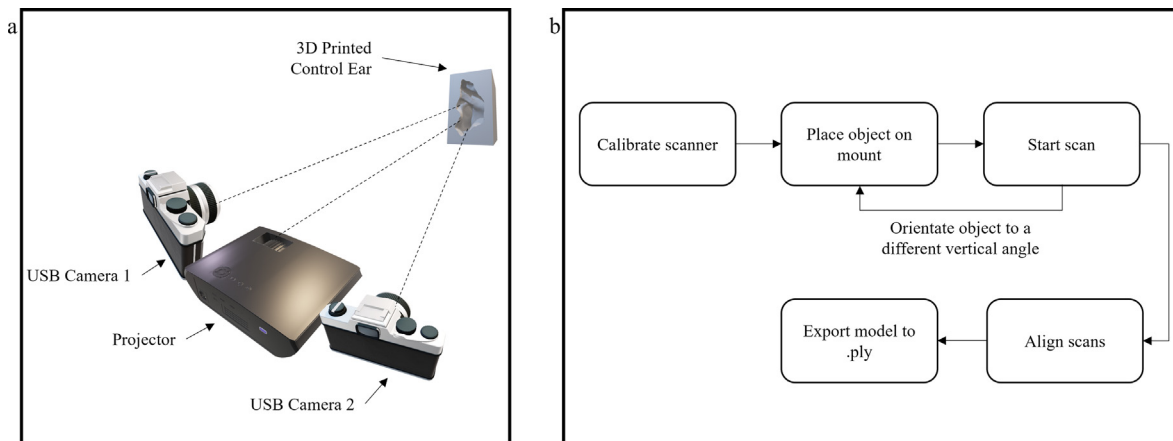 a
3D Printed
Control Ear
USB Camera 1
Projector
USB Camera 2
b
Calibrate scanner
Place object on
mount
Start scan
Orientate object to a
different vertical angle
Export model to
.ply
Align scans